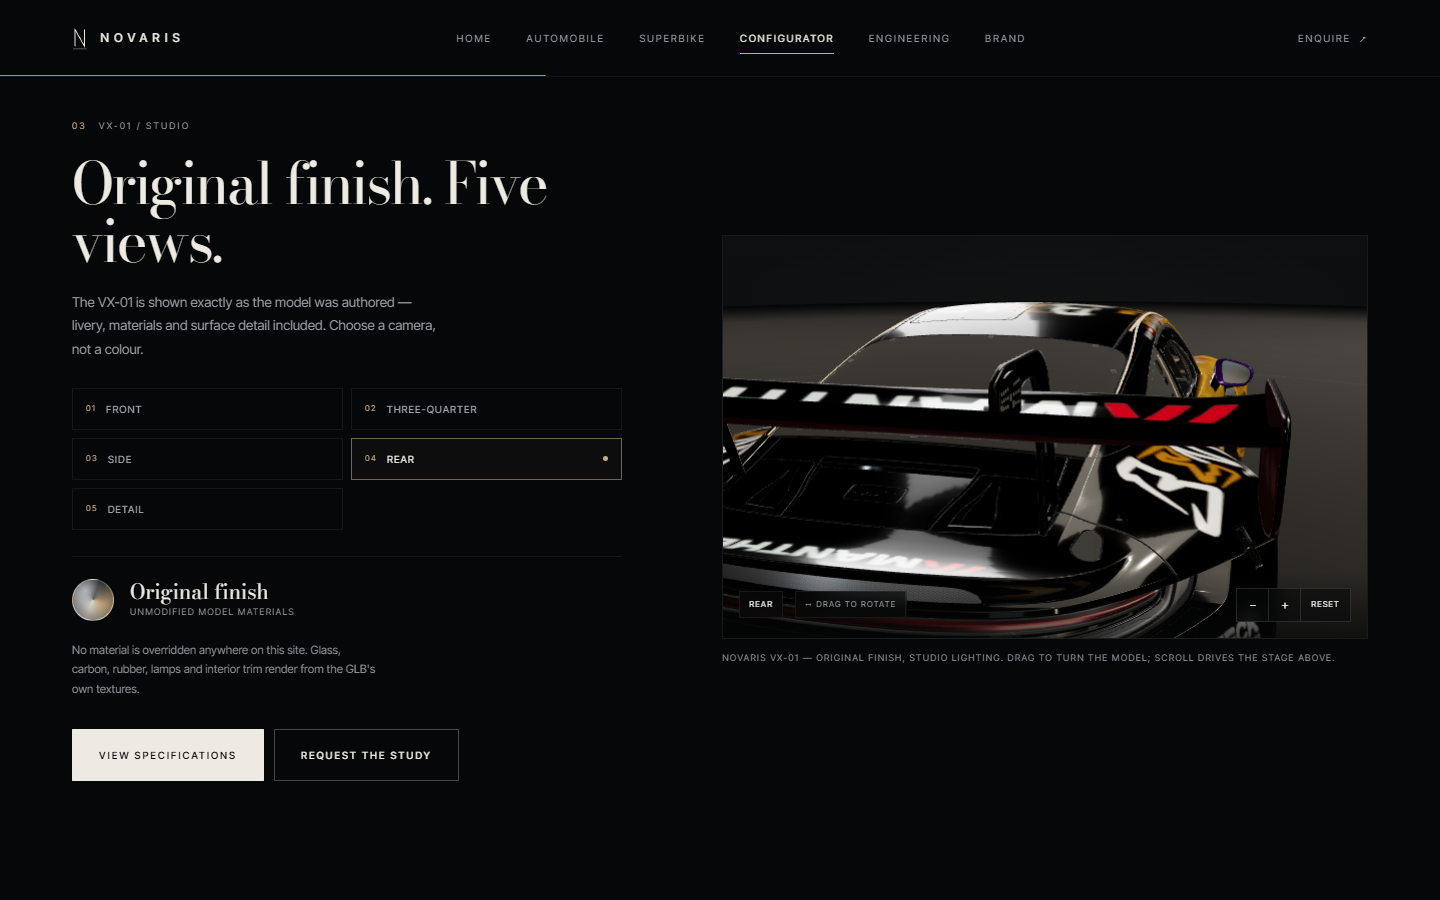 NOVARIS
HOME
AUTOMOBILE
SUPERBIKE
CONFIGURATOR
ENGINEERING
BRAND
ENQUIRE ↗
03 VX-01 / STUDIO
Original finish. Five
views.
The VX-01 is shown exactly as the model was authored —
livery, materials and surface detail included. Choose a camera,
not a colour.
01 FRONT
02 THREE-QUARTER
03 SIDE
04 REAR
05 DETAIL
Original finish
UNMODIFIED MODEL MATERIALS
No material is overridden anywhere on this site. Glass,
carbon, rubber, lamps and interior trim render from the GLB's
own textures.
VIEW SPECIFICATIONS
REQUEST THE STUDY
REAR
↔ DRAG TO ROTATE
−
+
RESET
NOVARIS VX-01 — ORIGINAL FINISH, STUDIO LIGHTING. DRAG TO TURN THE MODEL; SCROLL DRIVES THE STAGE ABOVE.